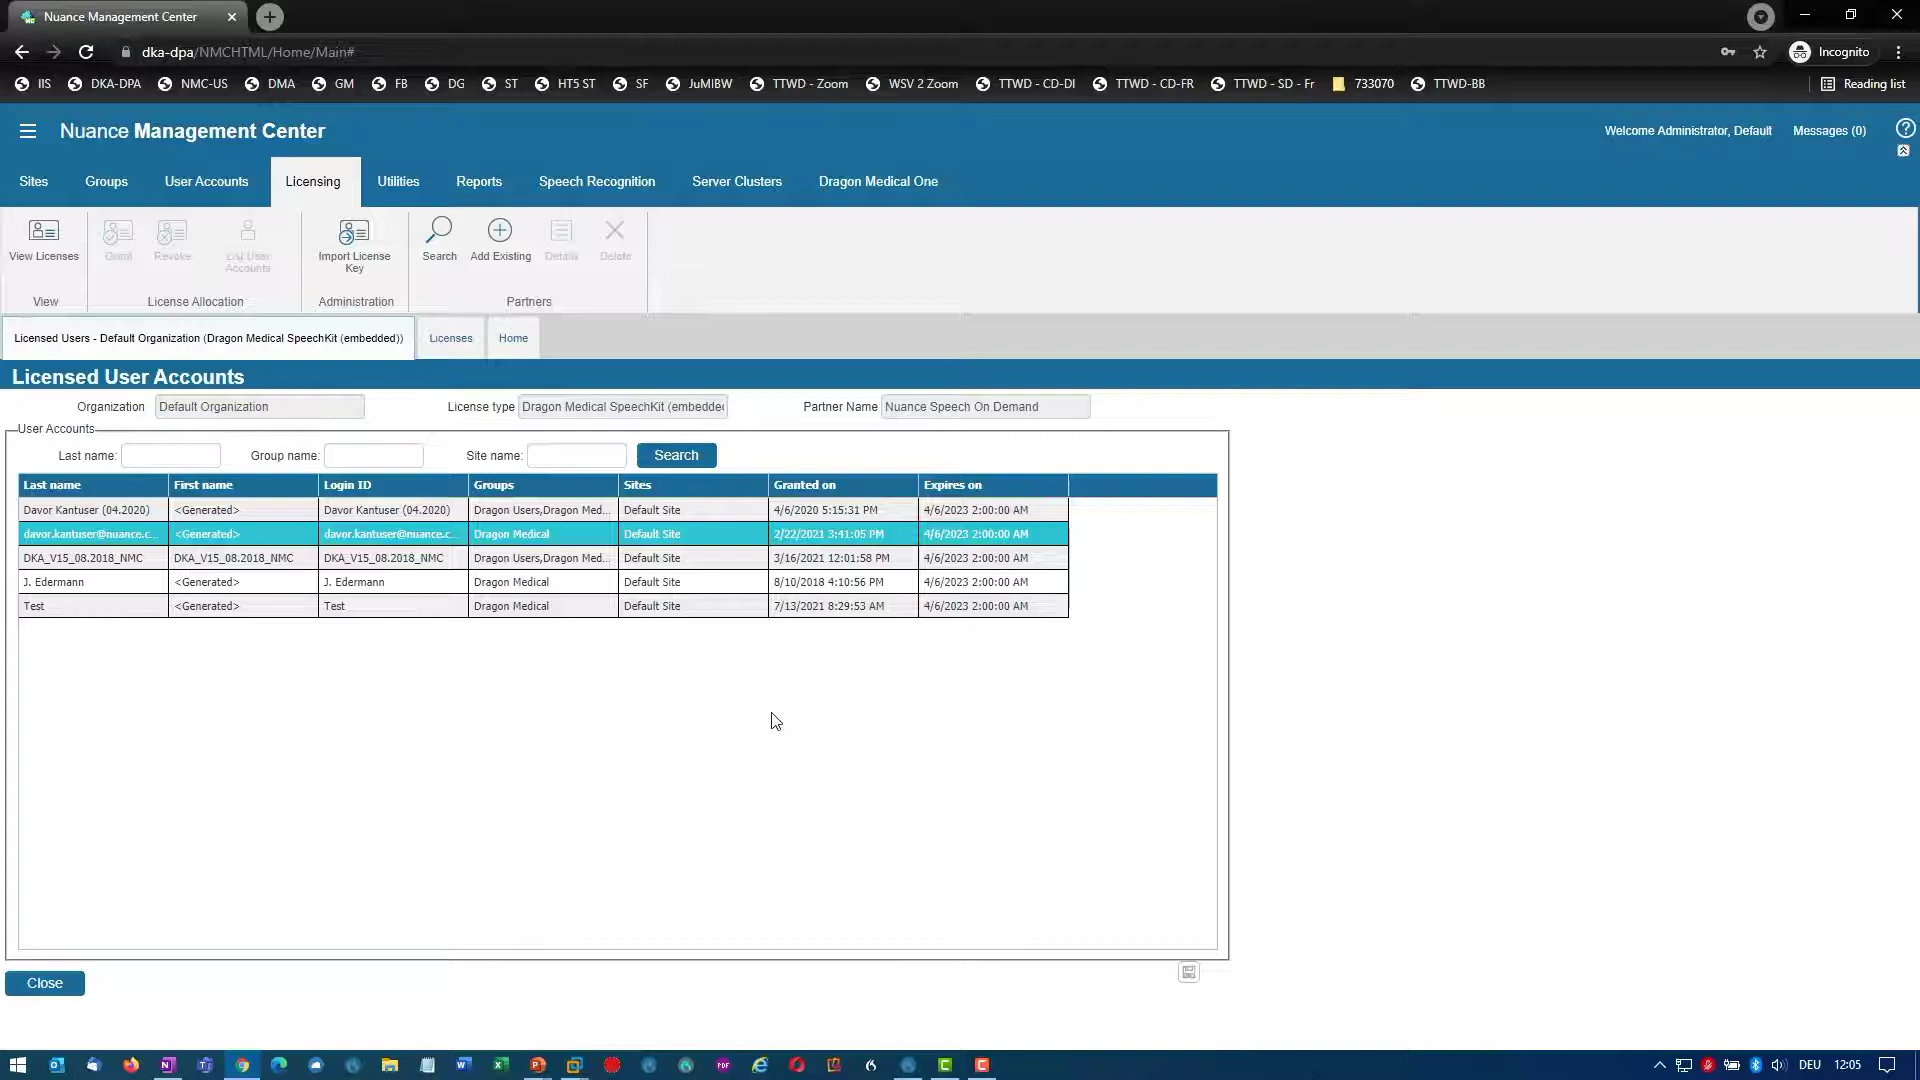 Nuance Management Center
dka-dpa/NMCHTML/Home/Main#
Incognito
IIS DKA-DPA NMC-US DMA GM FB DG ST HT5 ST SF JuMIBW TTWD - Zoom WSV 2 Zoom TTWD - CD-DI TTWD - CD-FR TTWD - SD - Fr 733070 TTWD-BB Reading list
Nuance Management Center
Welcome Administrator, Default Messages (0)
Sites Groups User Accounts Licensing Utilities Reports Speech Recognition Server Clusters Dragon Medical One
View Licenses Grant Revoke List User Accounts Import License Key Search Add Existing Details Delete
View License Allocation Administration Partners
Licensed Users - Default Organization (Dragon Medical SpeechKit (embedded)) Licenses Home
Licensed User Accounts
Organization Default Organization License type Dragon Medical SpeechKit (embedded Partner Name Nuance Speech On Demand
User Accounts
Last name: Group name: Site name: Search
Last name First name Login ID Groups Sites Granted on Expires on
Davor Kantuser (04.2020) <Generated> Davor Kantuser (04.2020) Dragon Users,Dragon Med... Default Site 4/6/2020 5:15:31 PM 4/6/2023 2:00:00 AM
davor.kantuser@nuance.c... <Generated> davor.kantuser@nuance.c... Dragon Medical Default Site 2/22/2021 3:41:05 PM 4/6/2023 2:00:00 AM
DKA_V15_08.2018_NMC DKA_V15_08.2018_NMC DKA_V15_08.2018_NMC Dragon Users,Dragon Med... Default Site 3/16/2021 12:01:58 PM 4/6/2023 2:00:00 AM
J. Edermann <Generated> J. Edermann Dragon Medical Default Site 8/10/2018 4:10:56 PM 4/6/2023 2:00:00 AM
Test <Generated> Test Dragon Medical Default Site 7/13/2021 8:29:53 AM 4/6/2023 2:00:00 AM
Close
DEU 12:05